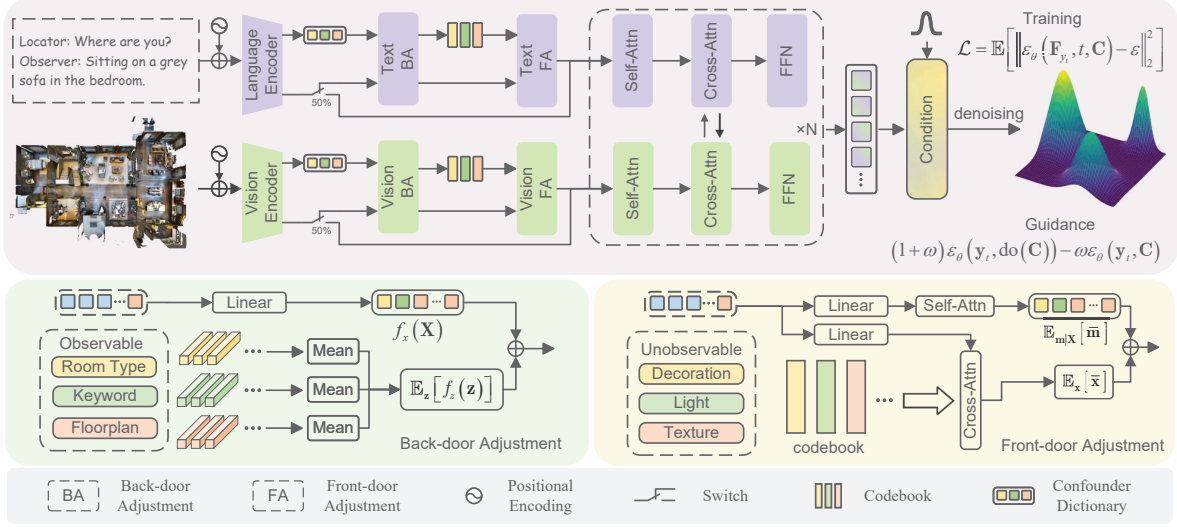 Locator: Where are you?
Observer: Sitting on a grey
sofa in the bedroom.
Language
Encoder
50%
Text
BA
Text
FA
Self-Attn
Cross-Attn
FFN
Vision
Encoder
50%
Vision
BA
Vision
FA
Self-Attn
Cross-Attn
FFN
×N
Condition
denoising
Training
ℒ = 𝔼[‖ε_θ(F_{y_t}, t, C) − ε‖₂²]
Guidance
(1+ω)ε_θ(y_t, do(C)) − ωε_θ(y_t, C)
Linear
f_x(X)
Observable
Room Type
Keyword
Floorplan
Mean
Mean
Mean
𝔼_z[f_z(z)]
Back-door Adjustment
Linear
Self-Attn
Linear
𝔼_{m|X}[m̄]
Unobservable
Decoration
Light
Texture
codebook
Cross-Attn
𝔼_x[x̄]
Front-door Adjustment
BA
Back-door
Adjustment
FA
Front-door
Adjustment
Positional
Encoding
Switch
Codebook
Confounder
Dictionary